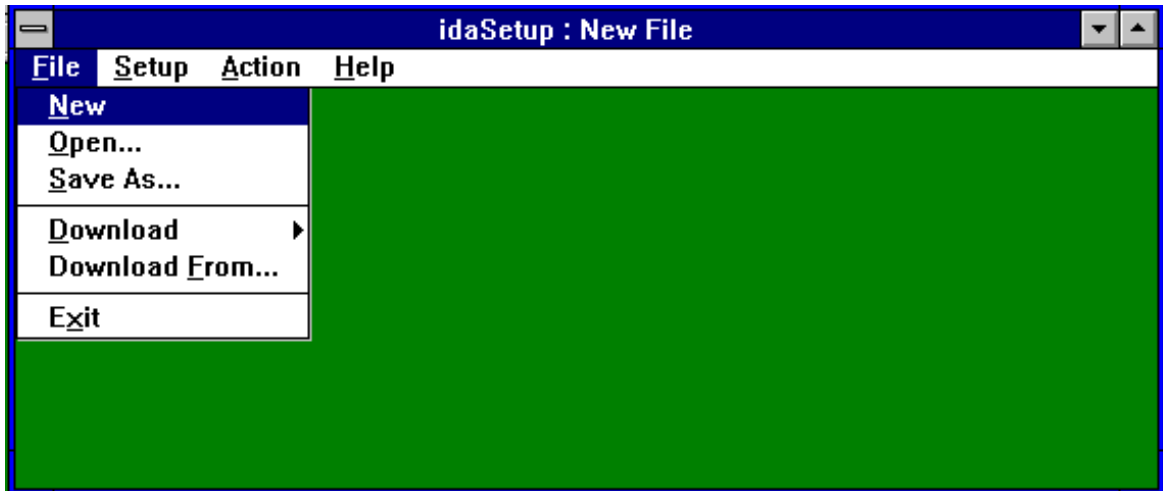 idaSetup : New File
File Setup Action Help
New
Open...
Save As...
Download
Download From...
Exit